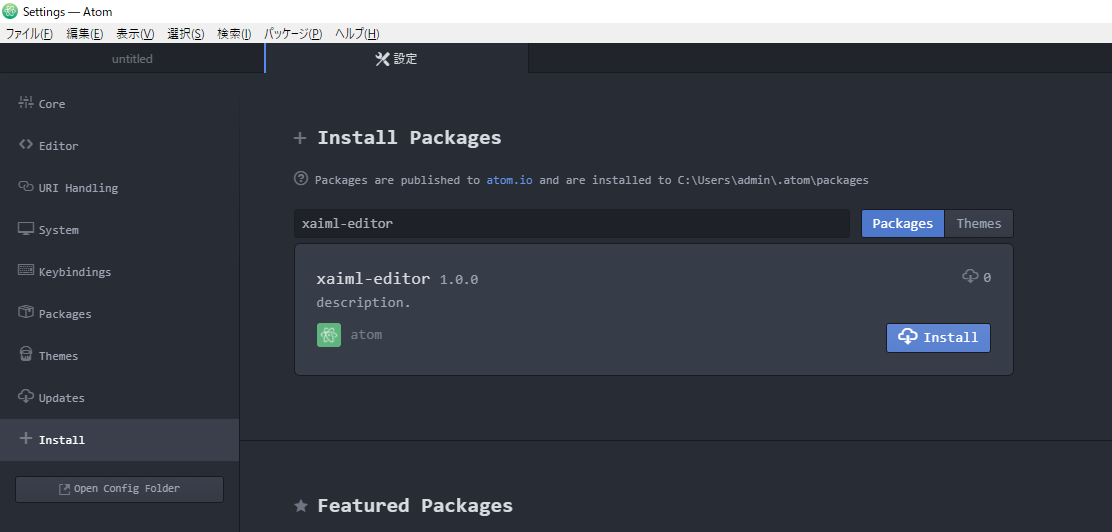 Settings — Atom
ファイル(F) 編集(E) 表示(V) 選択(S) 検索(I) パッケージ(P) ヘルプ(H)
untitled
設定
Core
Editor
URI Handling
System
Keybindings
Packages
Themes
Updates
Install
Open Config Folder
Install Packages
Packages are published to atom.io and are installed to C:\Users\admin\.atom\packages
xaiml-editor
Packages Themes
xaiml-editor 1.0.0
0
description.
atom
Install
Featured Packages